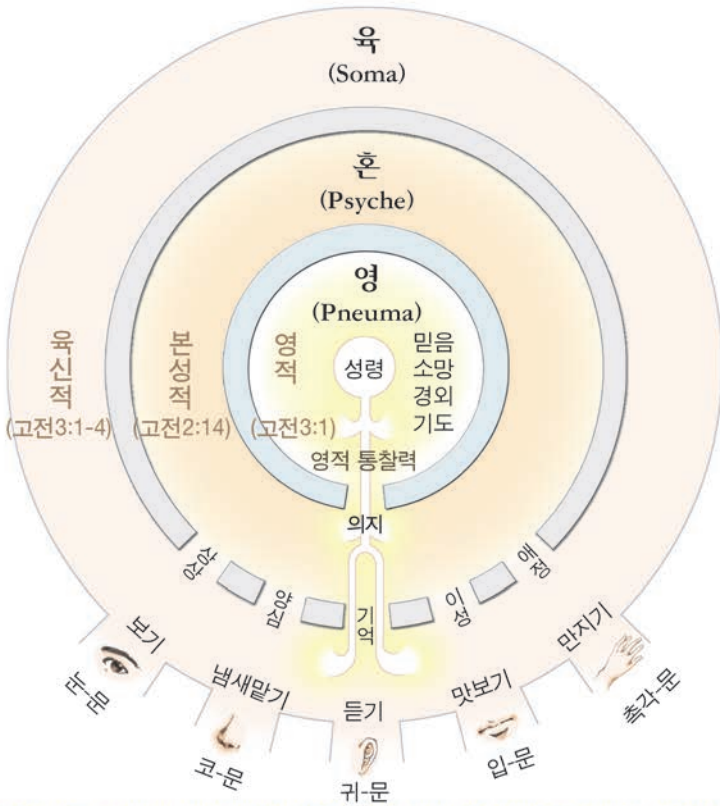 육
(Soma)
혼
(Psyche)
영
(Pneuma)
육신적
(고전3:1-4)
본성적
(고전2:14)
영적
(고전3:1)
성령
믿음
소망
경외
기도
영적 통찰력
의지
상상
양심
기억
이성
애정
보기
냄새맡기
듣기
맛보기
만지기
눈-문
코-문
귀-문
입-문
촉각-문